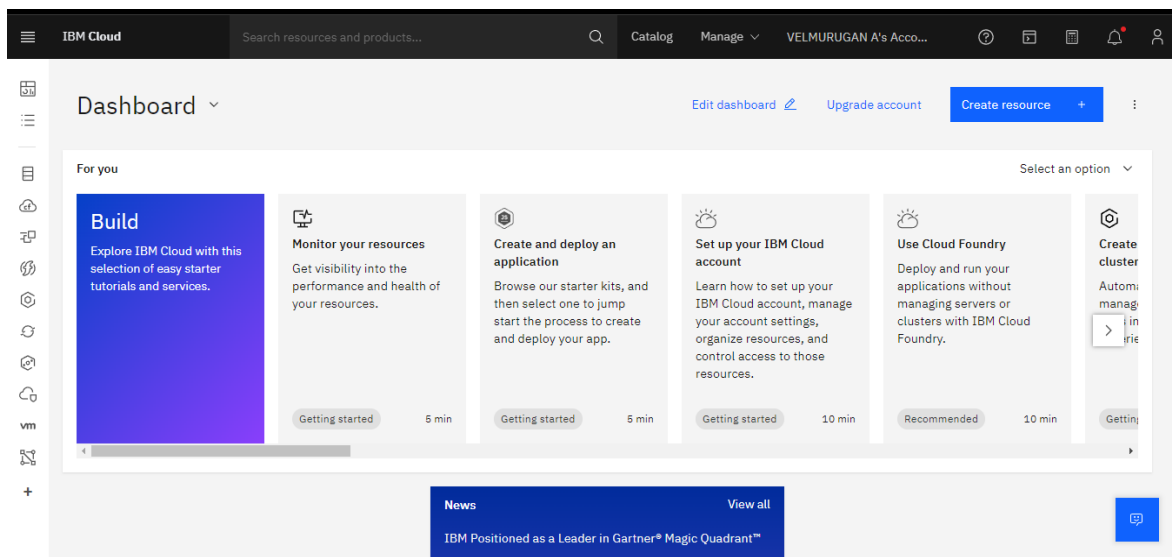 IBM Cloud
Search resources and products...
Catalog
Manage
VELMURUGAN A's Acco...
Dashboard
Edit dashboard
Upgrade account
Create resource +
For you
Select an option
Build
Explore IBM Cloud with this
selection of easy starter
tutorials and services.
Monitor your resources
Get visibility into the
performance and health of
your resources.
Getting started
5 min
Create and deploy an
application
Browse our starter kits, and
then select one to jump
start the process to create
and deploy your app.
Getting started
5 min
Set up your IBM Cloud
account
Learn how to set up your
IBM Cloud account, manage
your account settings,
organize resources, and
control access to those
resources.
Getting started
10 min
Use Cloud Foundry
Deploy and run your
applications without
managing servers or
clusters with IBM Cloud
Foundry.
Recommended
10 min
Create
cluster
vm
+
News
View all
IBM Positioned as a Leader in Gartner® Magic Quadrant™